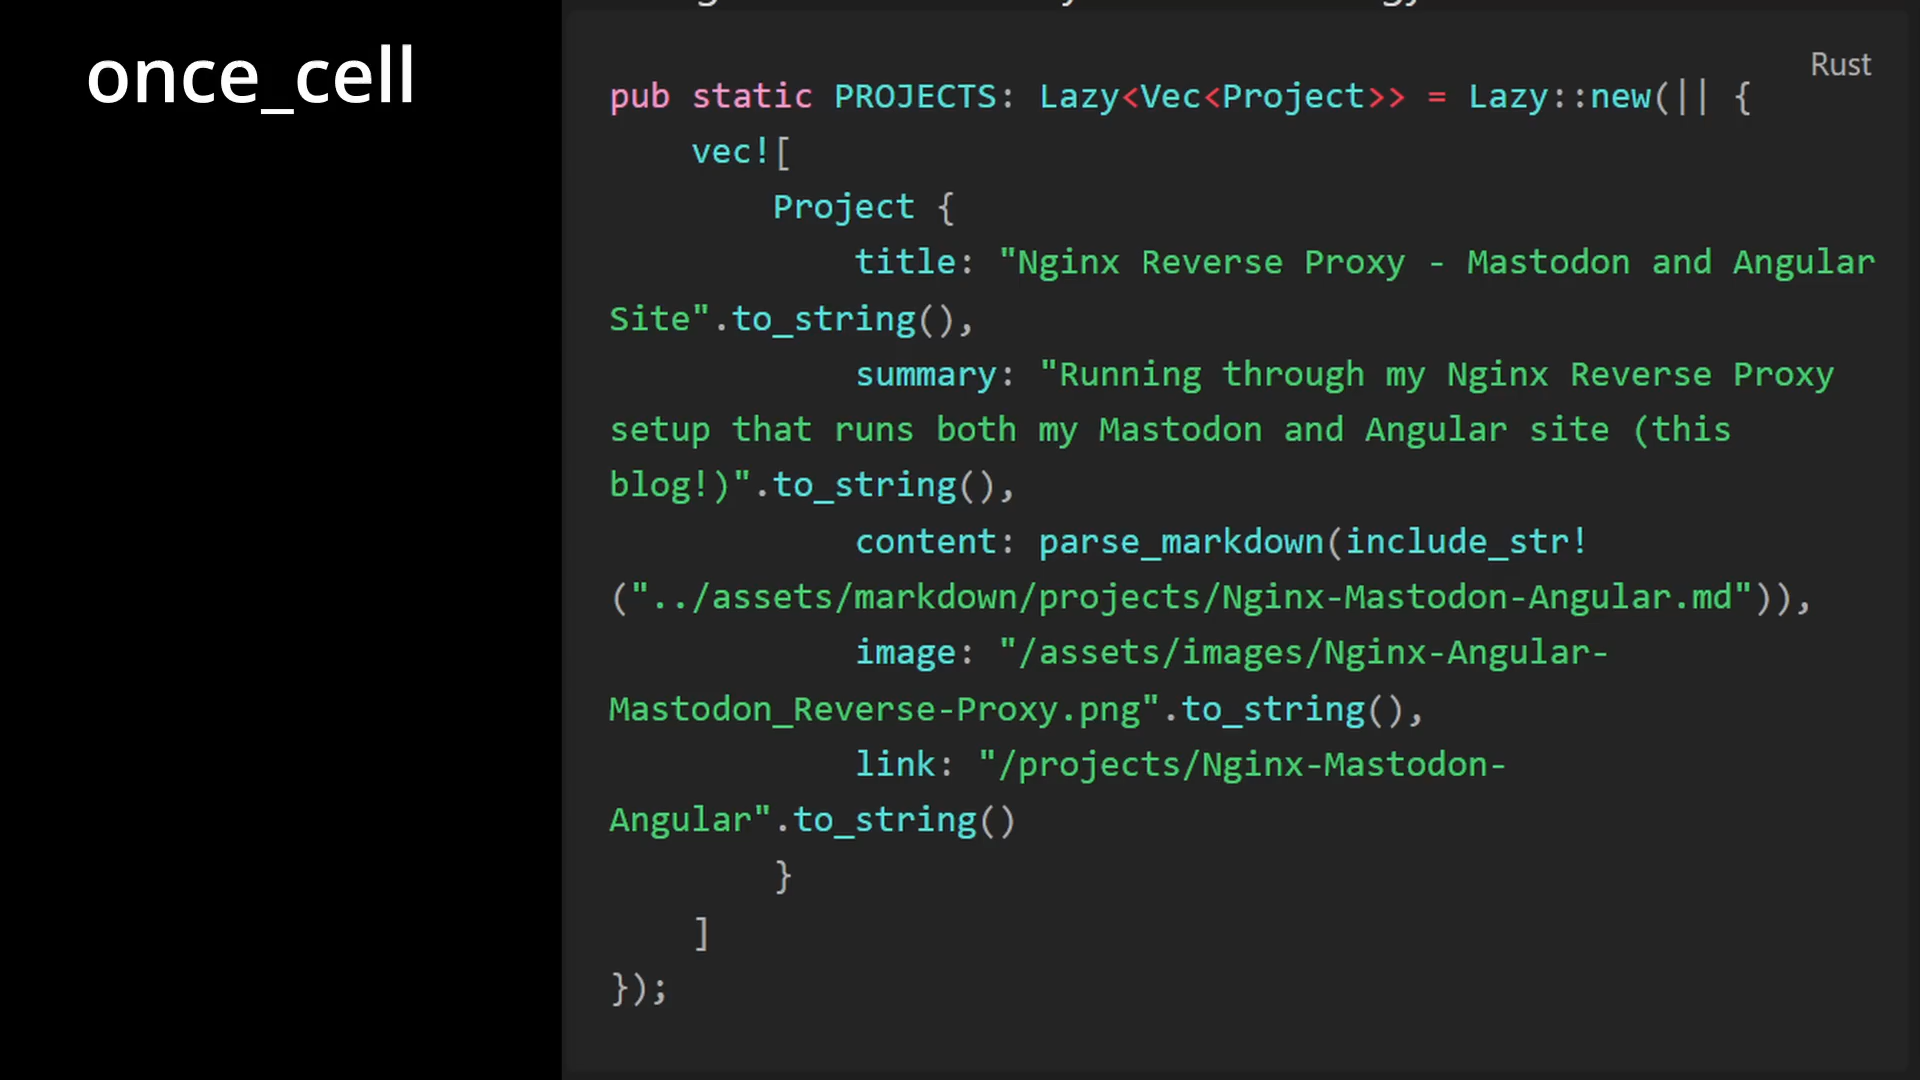 once_cell
Rust
pub static PROJECTS: Lazy<Vec<Project>> = Lazy::new(|| {
    vec![
        Project {
            title: "Nginx Reverse Proxy - Mastodon and Angular
Site".to_string(),
            summary: "Running through my Nginx Reverse Proxy
setup that runs both my Mastodon and Angular site (this
blog!)".to_string(),
            content: parse_markdown(include_str!
("../assets/markdown/projects/Nginx-Mastodon-Angular.md")),
            image: "/assets/images/Nginx-Angular-
Mastodon_Reverse-Proxy.png".to_string(),
            link: "/projects/Nginx-Mastodon-
Angular".to_string()
        }
    ]
});